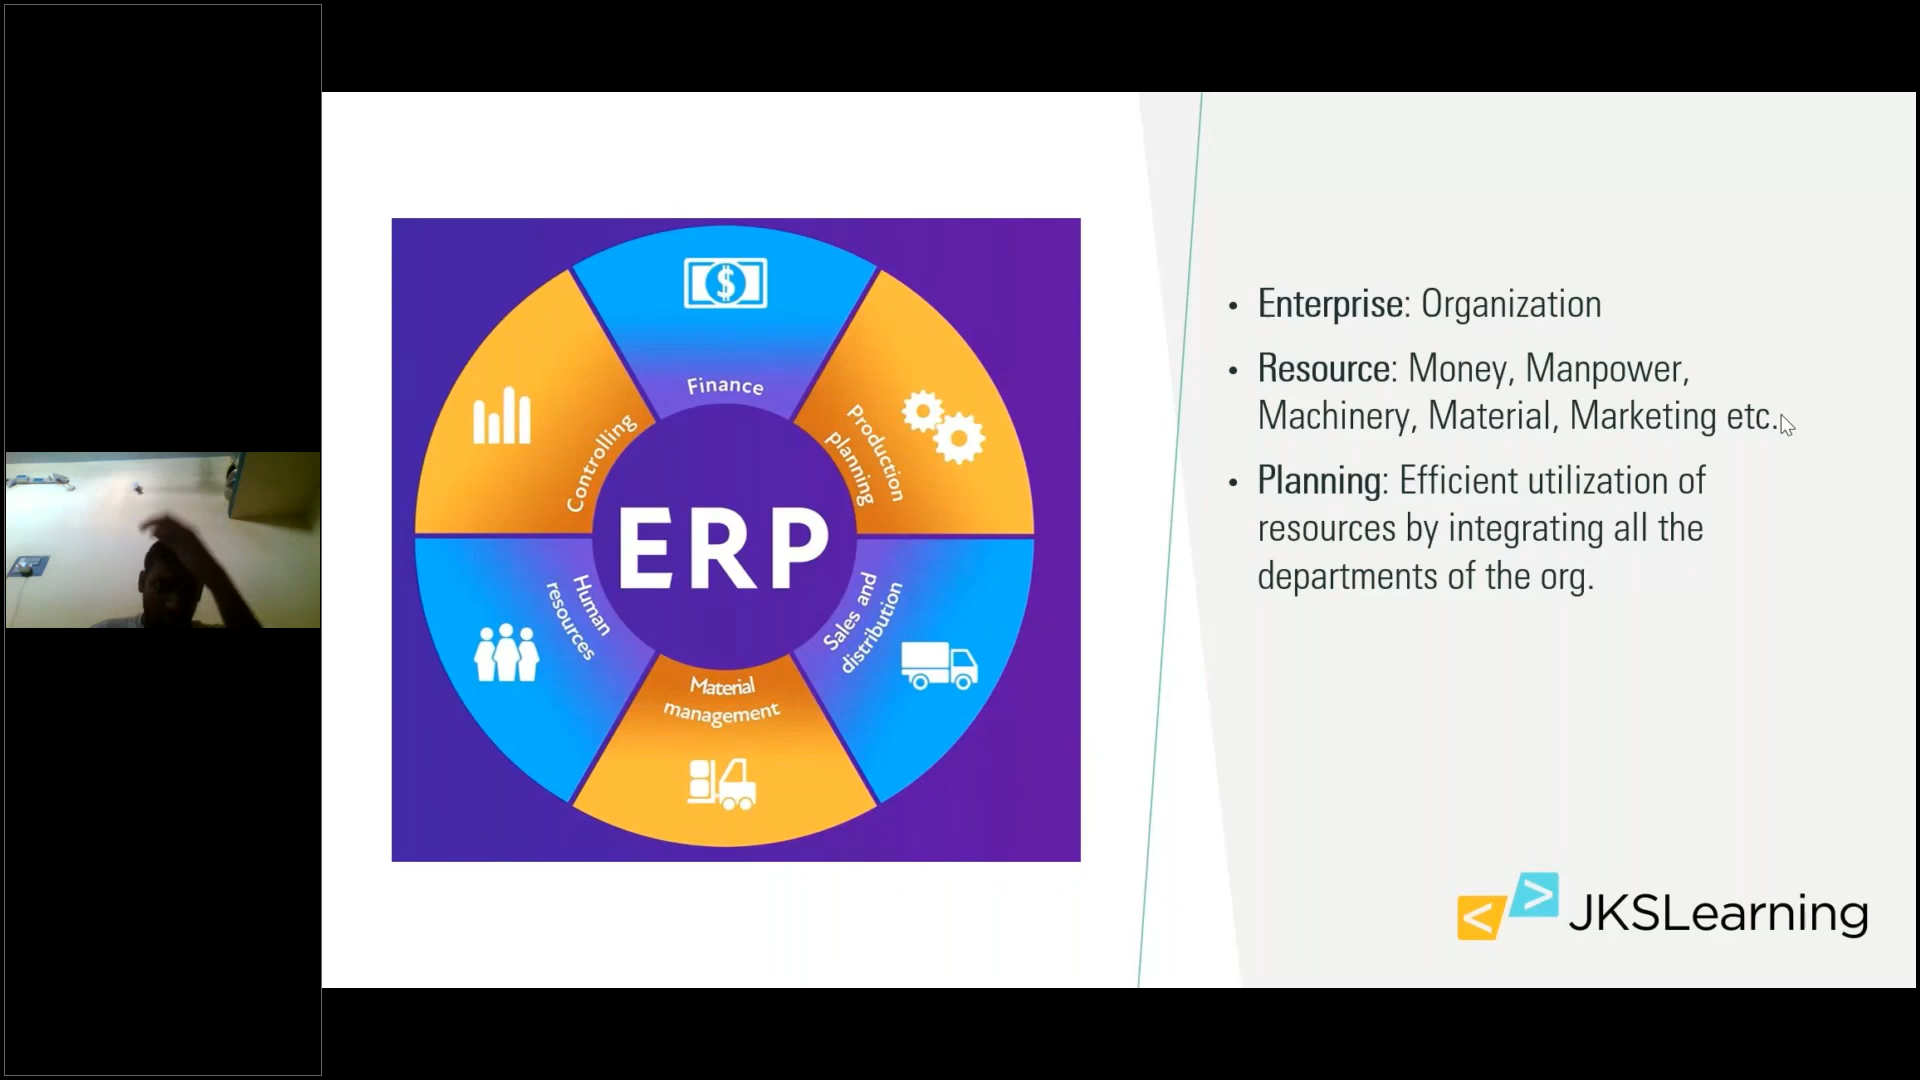 Finance
Production
planning
Controlling
ERP
Human
resources
Sales and
distribution
Material
management
• Enterprise: Organization
• Resource: Money, Manpower,
Machinery, Material, Marketing etc.
• Planning: Efficient utilization of
resources by integrating all the
departments of the org.
< > JKSLearning